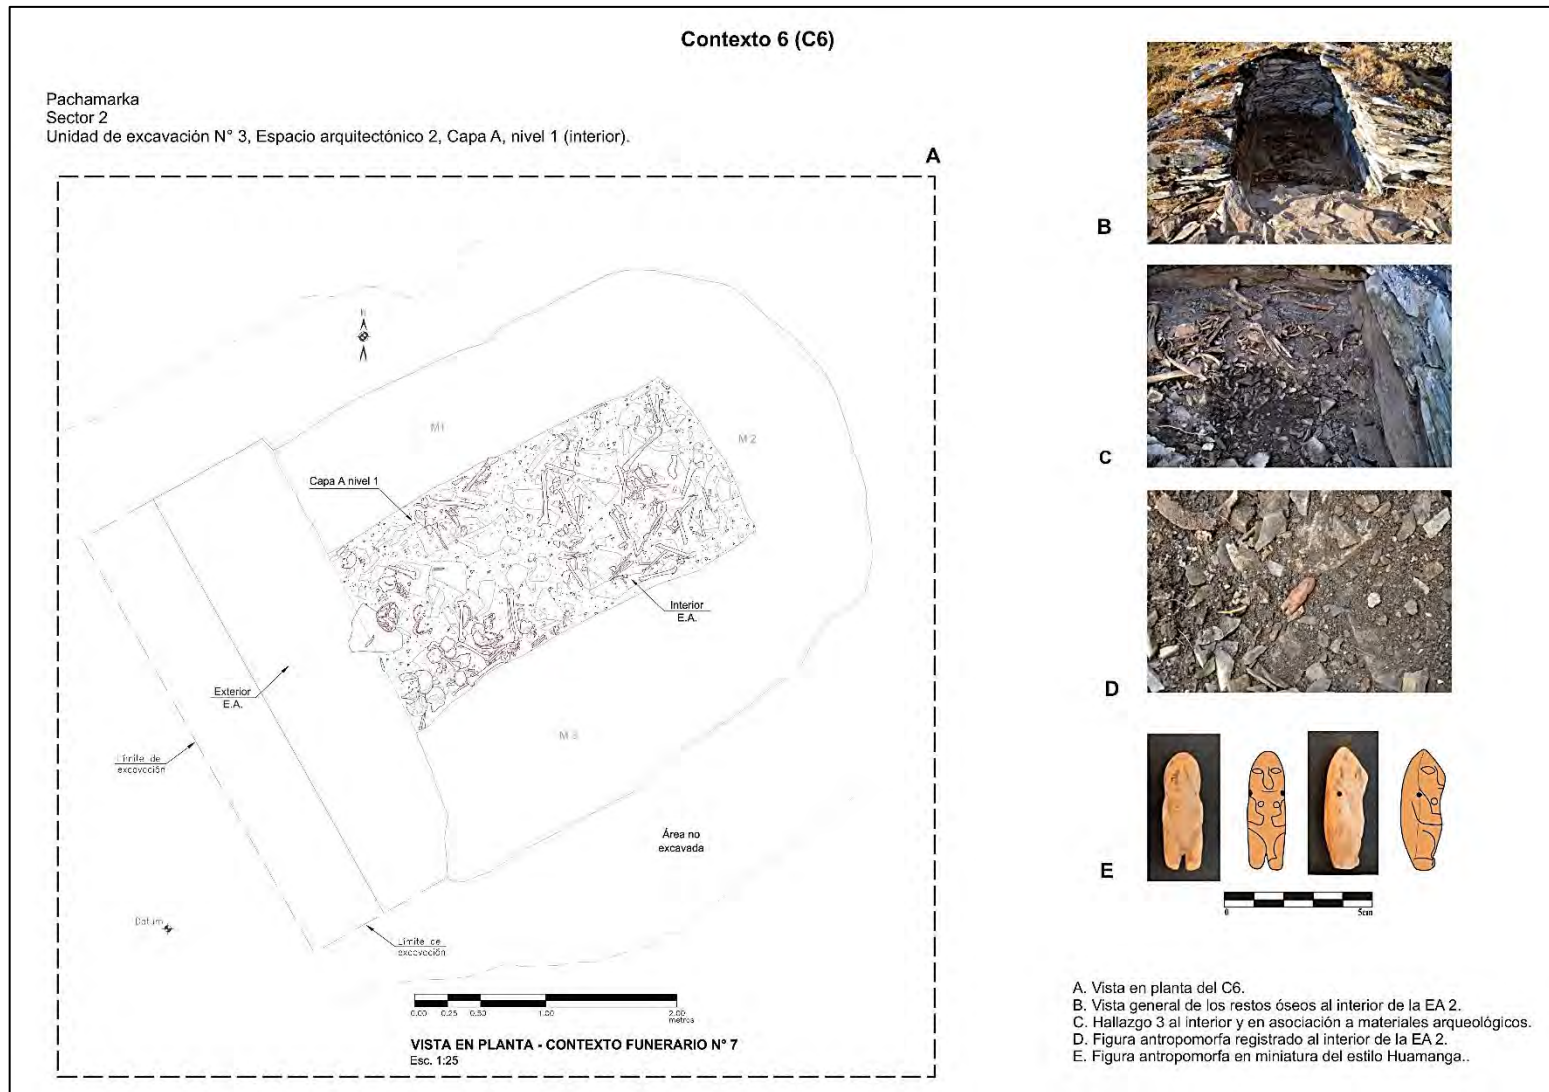 Contexto 6 (C6)
Pachamarka
Sector 2
Unidad de excavación N° 3, Espacio arquitectónico 2, Capa A, nivel 1 (interior).
A
N
M1
M 2
Capa A nivel 1
Interior
E.A.
Exterior
E.A.
Límite de
excavación
M 3
Área no
excavada
Datum
Límite de
excavación
0.00 0.25 0.50 1.00 2.00
metros
VISTA EN PLANTA - CONTEXTO FUNERARIO N° 7
Esc. 1:25
B
C
D
E
0 5cm
A. Vista en planta del C6.
B. Vista general de los restos óseos al interior de la EA 2.
C. Hallazgo 3 al interior y en asociación a materiales arqueológicos.
D. Figura antropomorfa registrado al interior de la EA 2.
E. Figura antropomorfa en miniatura del estilo Huamanga..